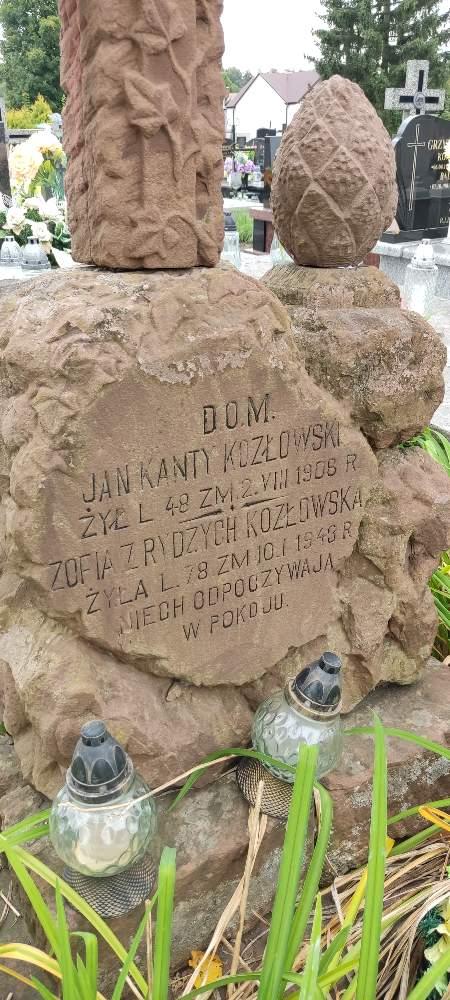 D.O.M.
JAN KANTY KOZŁOWSKI
ŻYŁ L 48 ZM 2.VIII 1908 R.
ZOFIA Z RYDZYCH KOZŁOWSKA
ŻYŁA L. 78 ZM 10.I 1948 R.
NIECH ODPOCZYWAJĄ
W POKOJU.